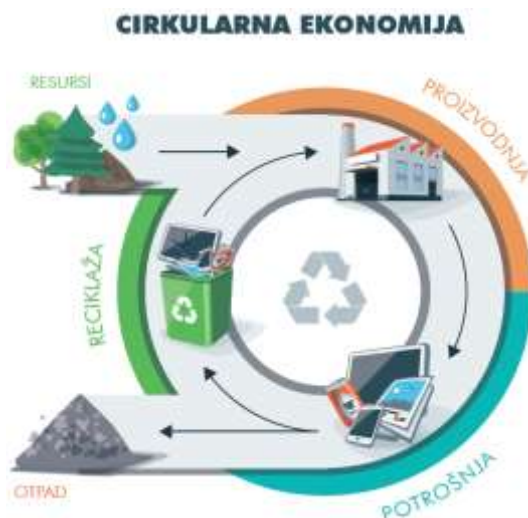 CIRKULARNA EKONOMIJA
RESURSI
PROIZVODNJA
RECIKLAŽA
OTPAD
POTROŠNJA